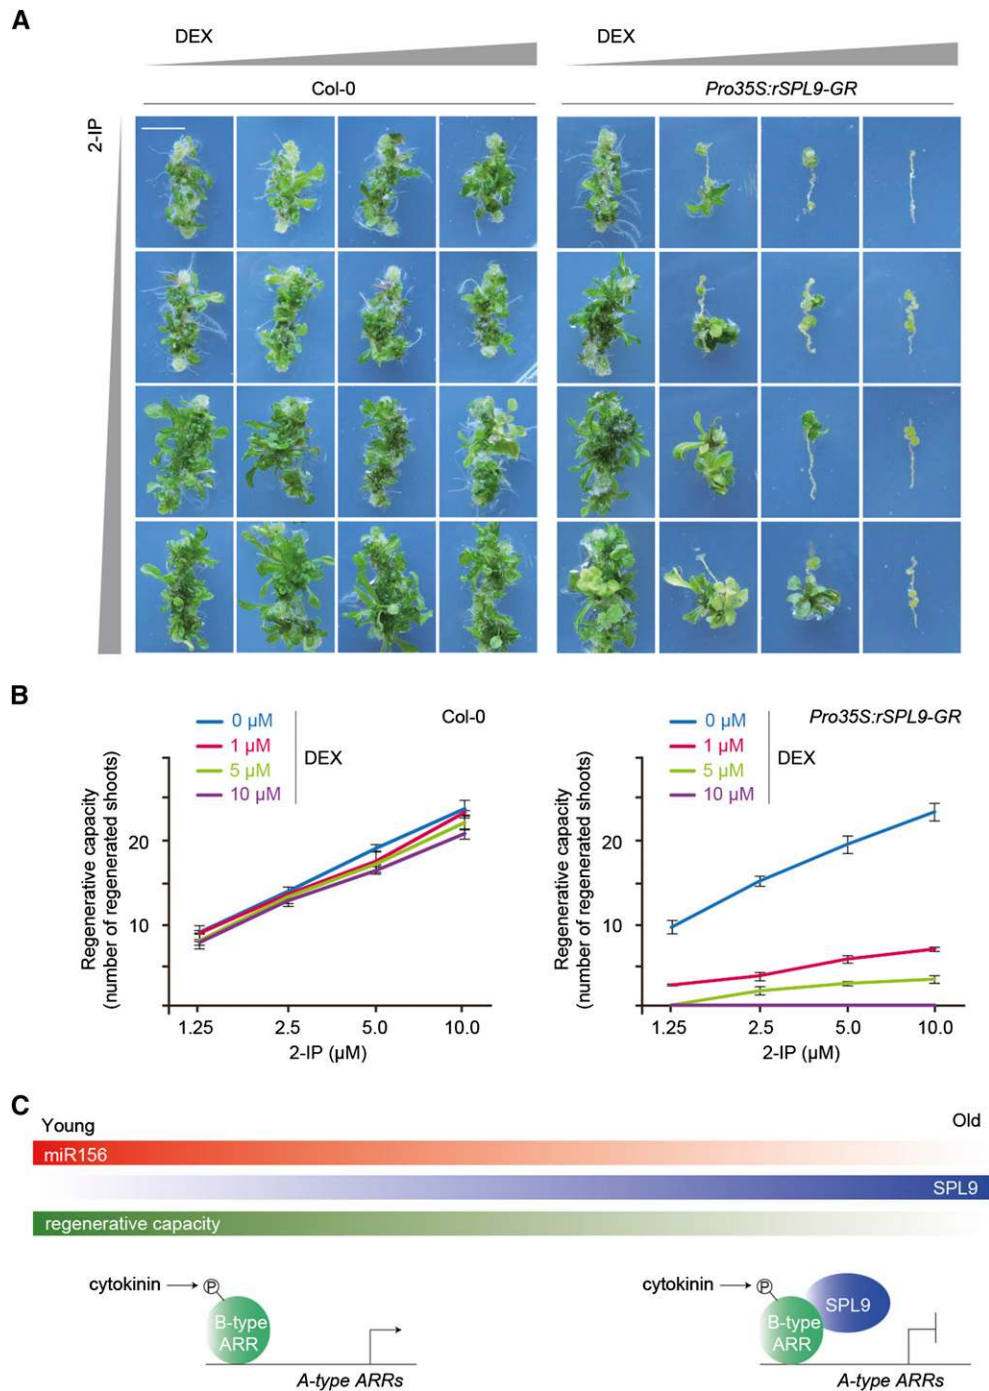 A
DEX
DEX
Col-0
Pro35S:rSPL9-GR
2-IP
B
0 µM
1 µM
5 µM
10 µM
DEX
Col-0
Regenerative capacity
(number of regenerated shoots)
20
10
1.25
2.5
5.0
10.0
2-IP (µM)
0 µM
1 µM
5 µM
10 µM
DEX
Pro35S:rSPL9-GR
Regenerative capacity
(number of regenerated shoots)
20
10
1.25
2.5
5.0
10.0
2-IP (µM)
C
Young
Old
miR156
SPL9
regenerative capacity
cytokinin
P
B-type
ARR
A-type ARRs
cytokinin
P
SPL9
B-type
ARR
A-type ARRs